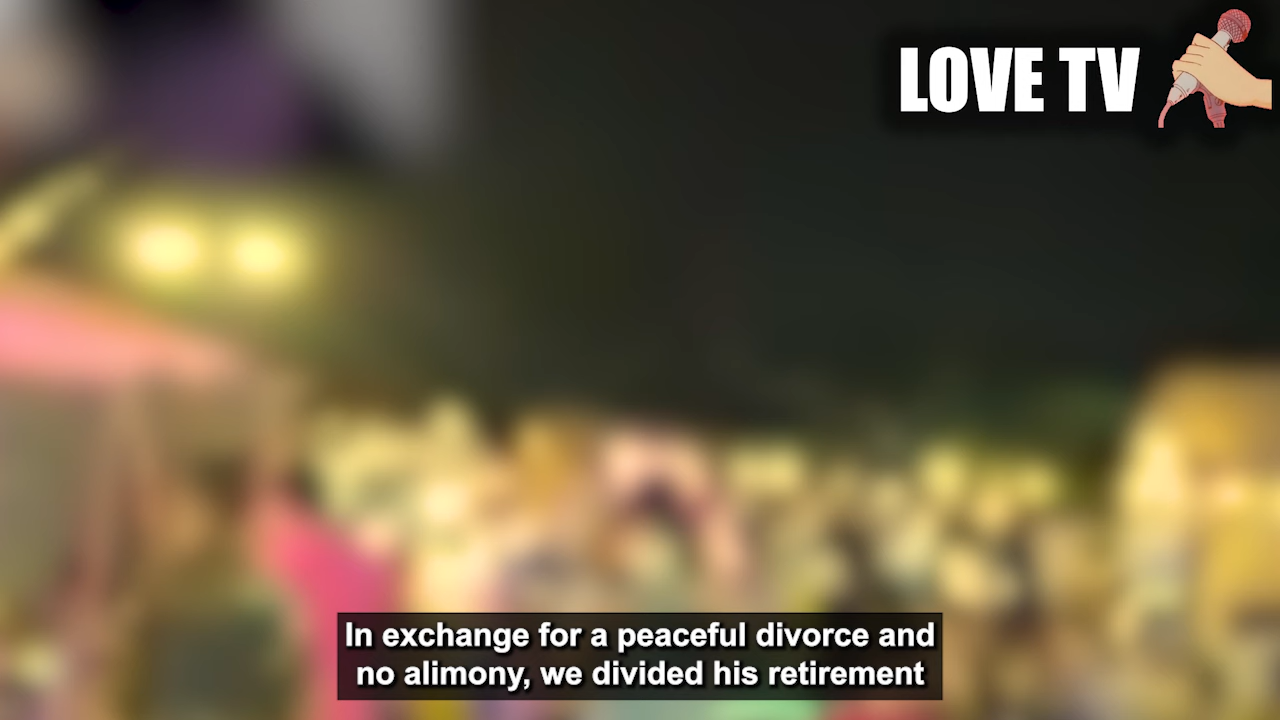 LOVE TV
In exchange for a peaceful divorce and
no alimony, we divided his retirement